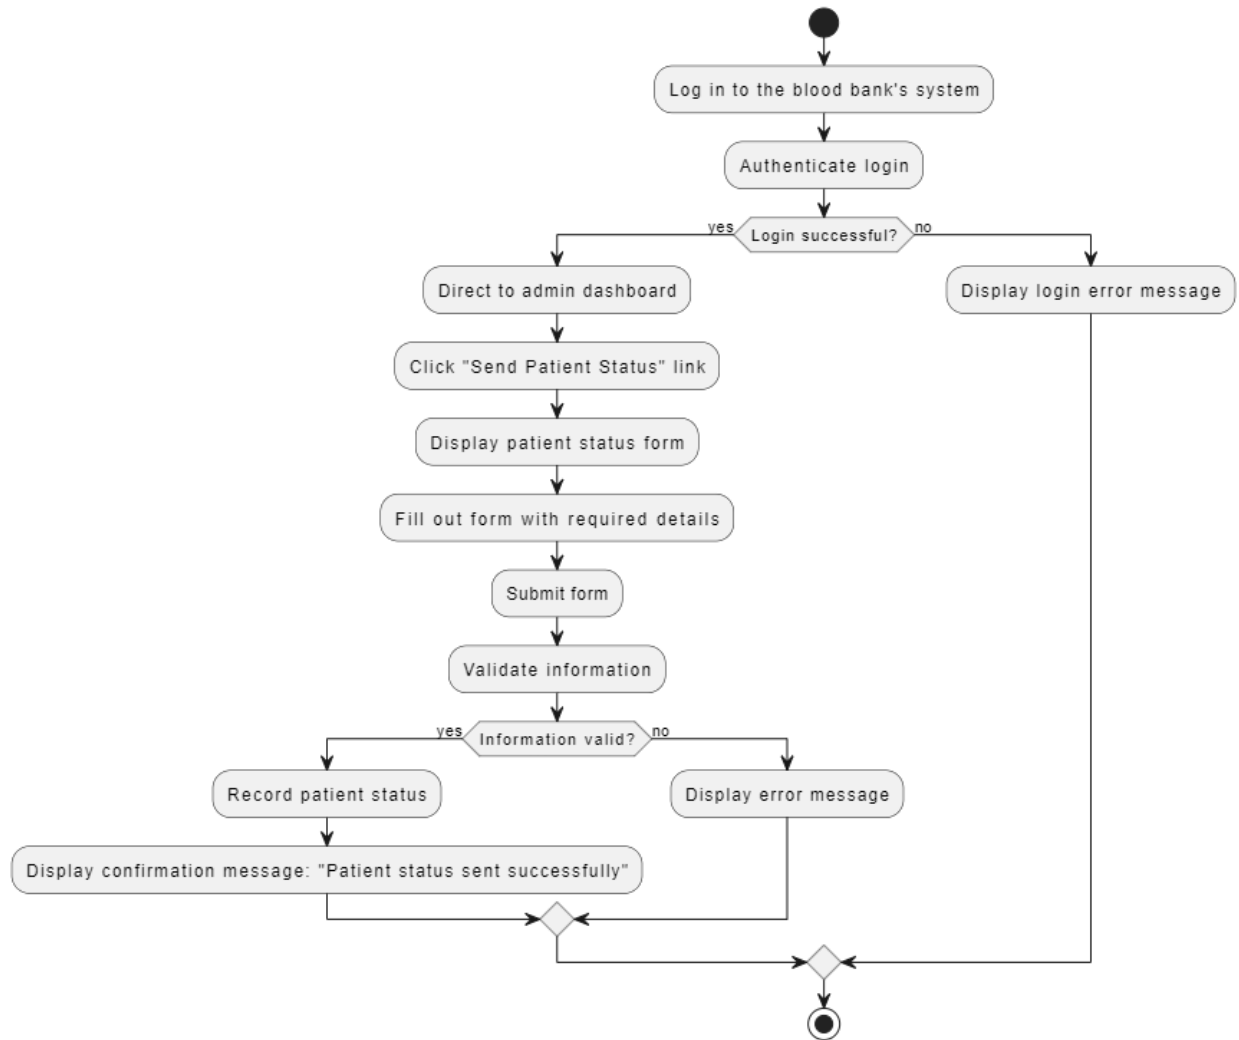 Log in to the blood bank's system
Authenticate login
yes
Login successful?
no
Direct to admin dashboard
Display login error message
Click "Send Patient Status" link
Display patient status form
Fill out form with required details
Submit form
Validate information
yes
Information valid?
no
Record patient status
Display error message
Display confirmation message: "Patient status sent successfully"